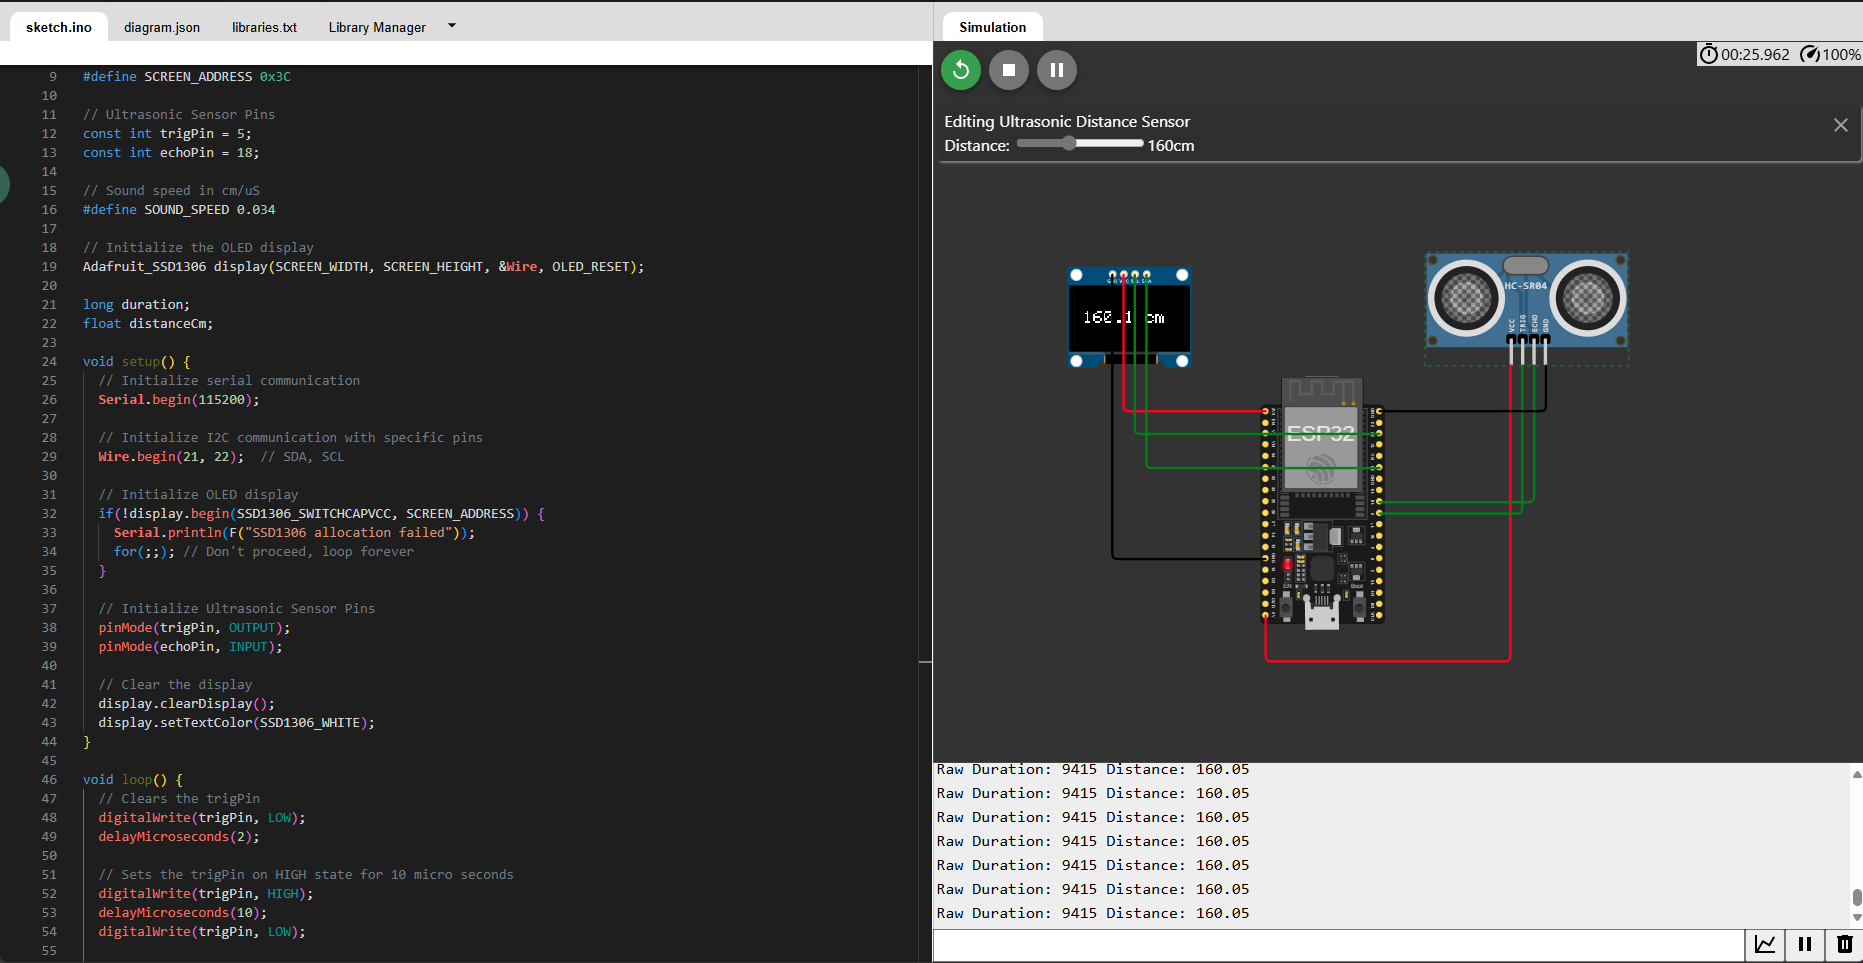 sketch.ino diagram.json libraries.txt Library Manager
9 #define SCREEN_ADDRESS 0x3C
10
11 // Ultrasonic Sensor Pins
12 const int trigPin = 5;
13 const int echoPin = 18;
14
15 // Sound speed in cm/uS
16 #define SOUND_SPEED 0.034
17
18 // Initialize the OLED display
19 Adafruit_SSD1306 display(SCREEN_WIDTH, SCREEN_HEIGHT, &Wire, OLED_RESET);
20
21 long duration;
22 float distanceCm;
23
24 void setup() {
25 // Initialize serial communication
26 Serial.begin(115200);
27
28 // Initialize I2C communication with specific pins
29 Wire.begin(21, 22); // SDA, SCL
30
31 // Initialize OLED display
32 if(!display.begin(SSD1306_SWITCHCAPVCC, SCREEN_ADDRESS)) {
33 Serial.println(F("SSD1306 allocation failed"));
34 for(;;); // Don't proceed, loop forever
35 }
36
37 // Initialize Ultrasonic Sensor Pins
38 pinMode(trigPin, OUTPUT);
39 pinMode(echoPin, INPUT);
40
41 // Clear the display
42 display.clearDisplay();
43 display.setTextColor(SSD1306_WHITE);
44 }
45
46 void loop() {
47 // Clears the trigPin
48 digitalWrite(trigPin, LOW);
49 delayMicroseconds(2);
50
51 // Sets the trigPin on HIGH state for 10 micro seconds
52 digitalWrite(trigPin, HIGH);
53 delayMicroseconds(10);
54 digitalWrite(trigPin, LOW);
55
Simulation
00:25.962 100%
Editing Ultrasonic Distance Sensor
Distance: 160cm
160.1 cm
HC-SR04
VCC
TRIG
ECHO
GND
ESP32
EN
Boot
Raw Duration: 9415 Distance: 160.05
Raw Duration: 9415 Distance: 160.05
Raw Duration: 9415 Distance: 160.05
Raw Duration: 9415 Distance: 160.05
Raw Duration: 9415 Distance: 160.05
Raw Duration: 9415 Distance: 160.05
Raw Duration: 9415 Distance: 160.05